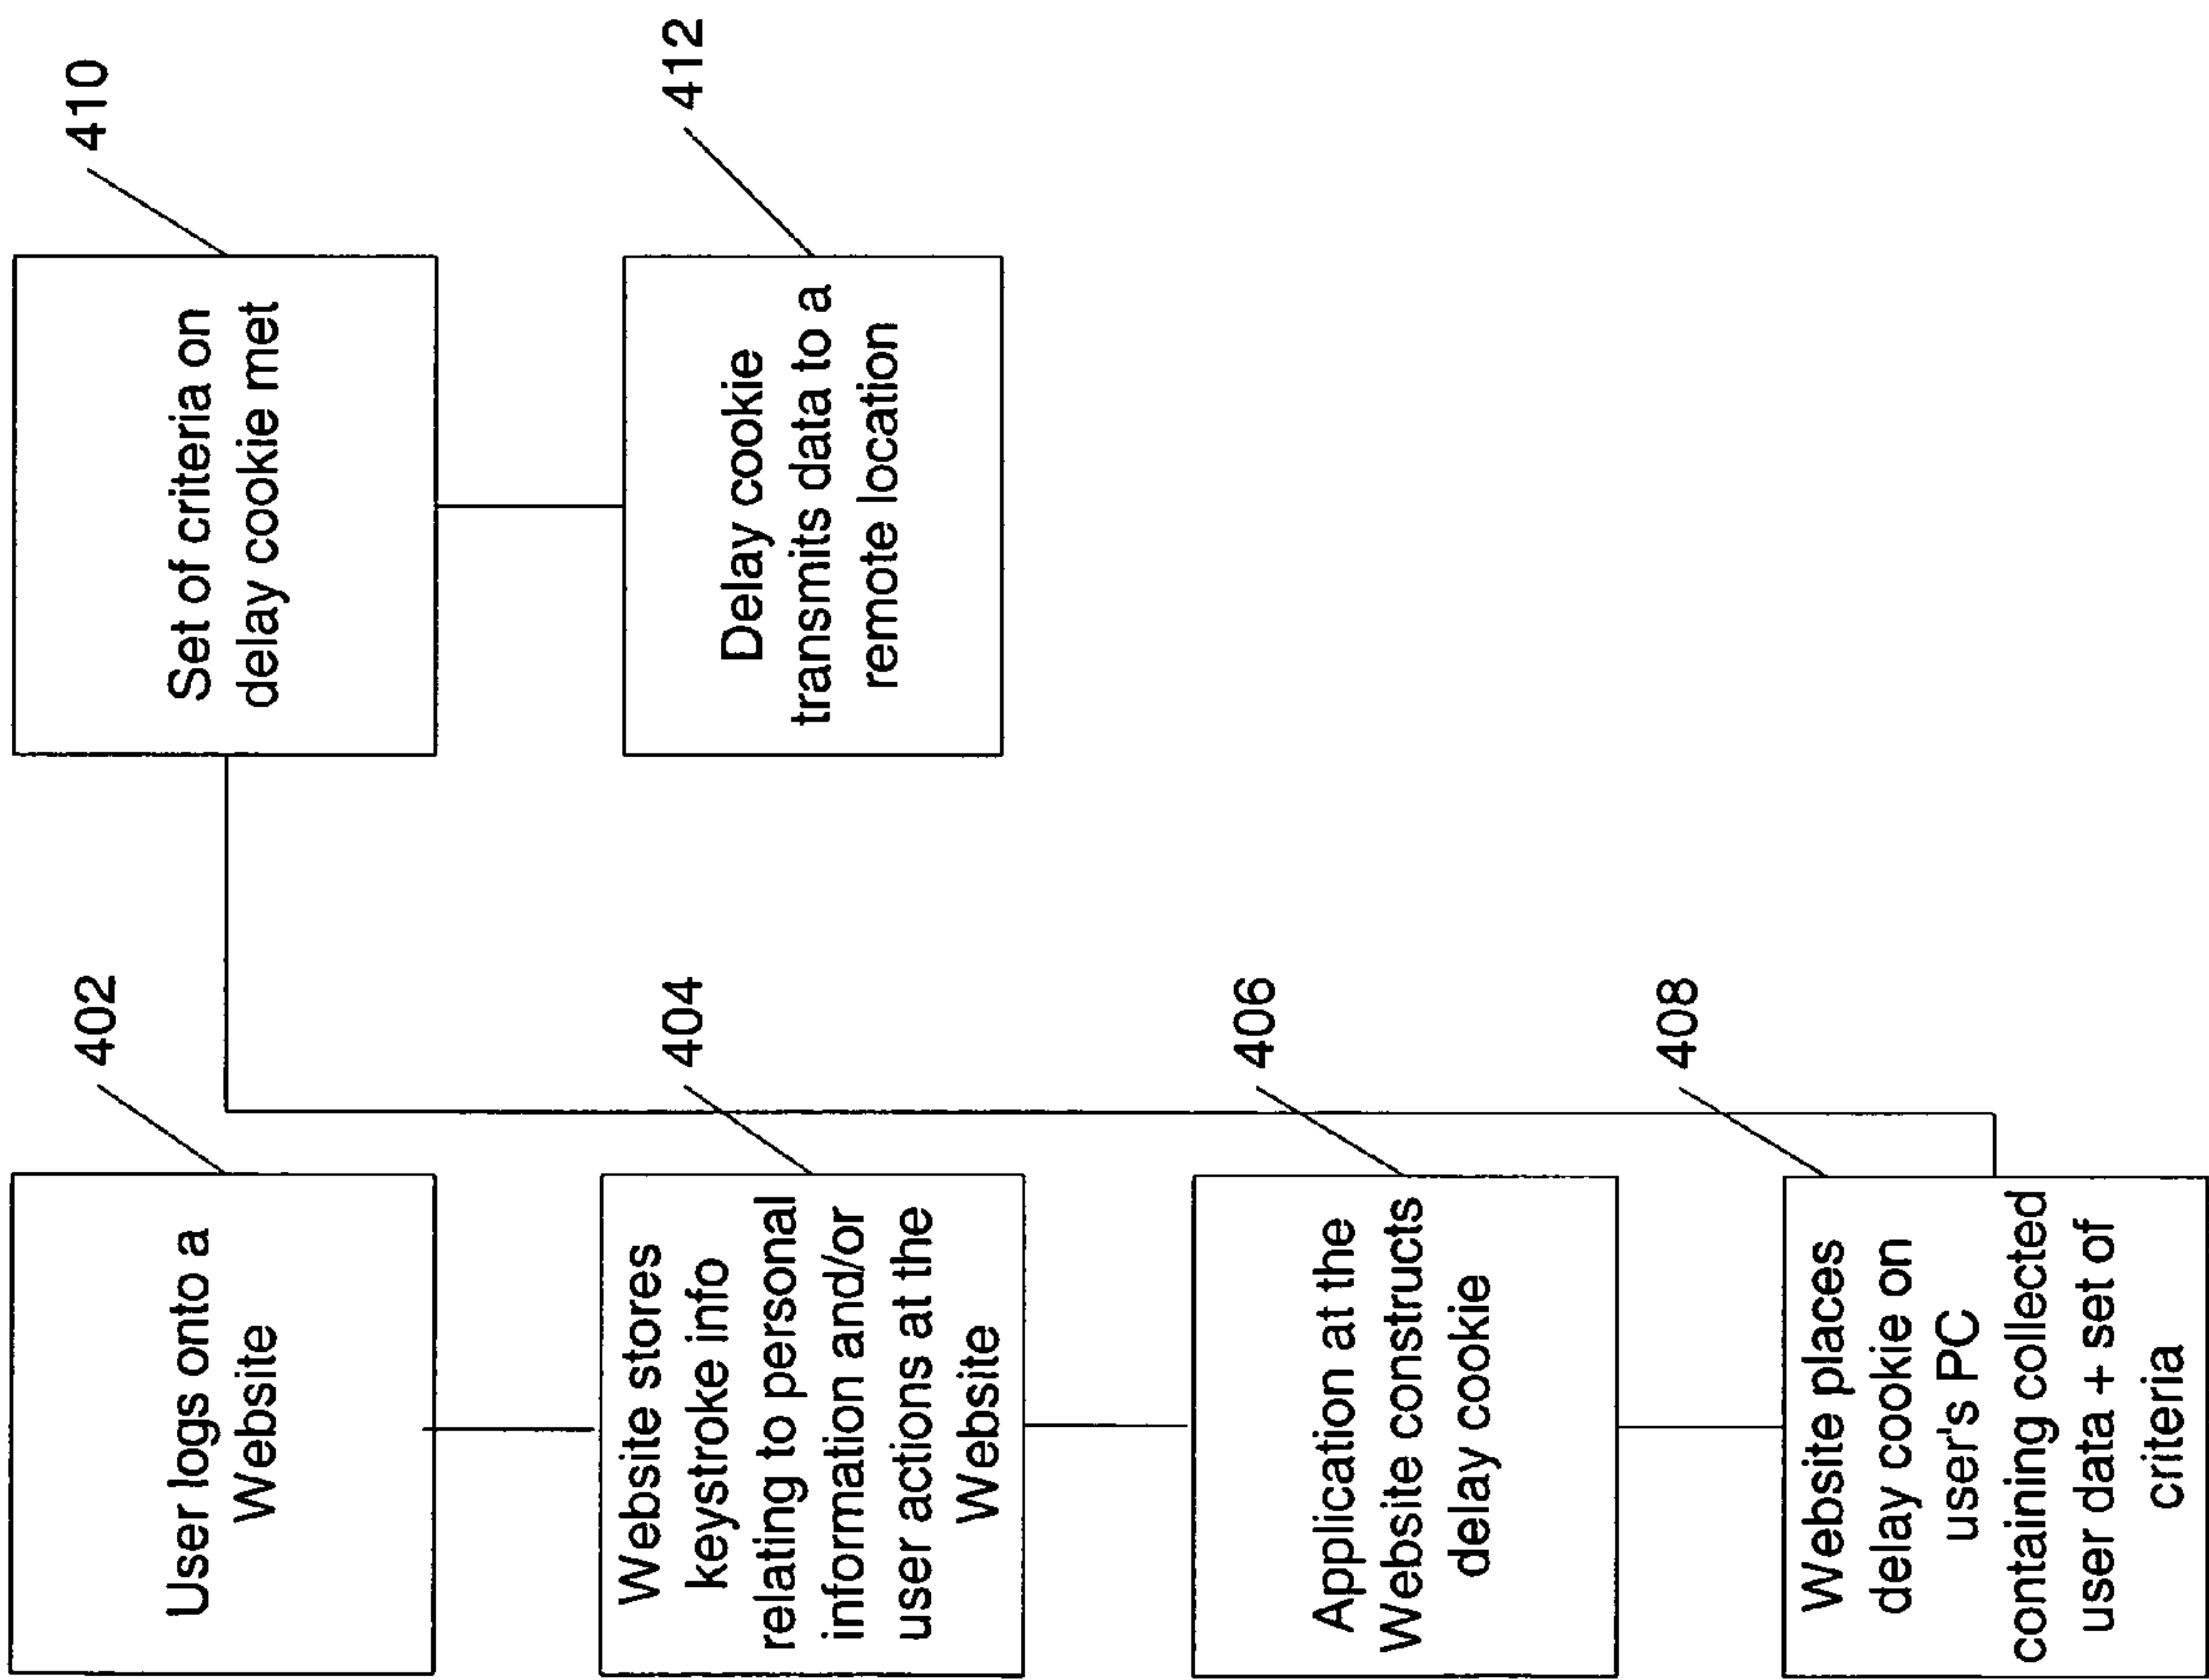 402
User logs onto a
Website
404
Website stores
keystroke info
relating to personal
information and/or
user actions at the
Website
406
Application at the
Website constructs
delay cookie
408
Website places
delay cookie on
user's PC
containing collected
user data + set of
criteria
410
Set of criteria on
delay cookie met
412
Delay cookie
transmits data to a
remote location